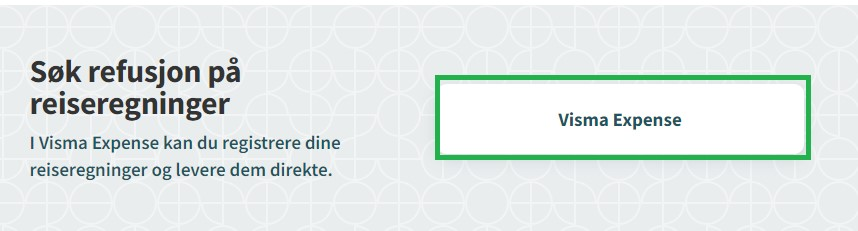 Søk refusjon på
reiseregninger
I Visma Expense kan du registrere dine
reiseregninger og levere dem direkte.
Visma Expense